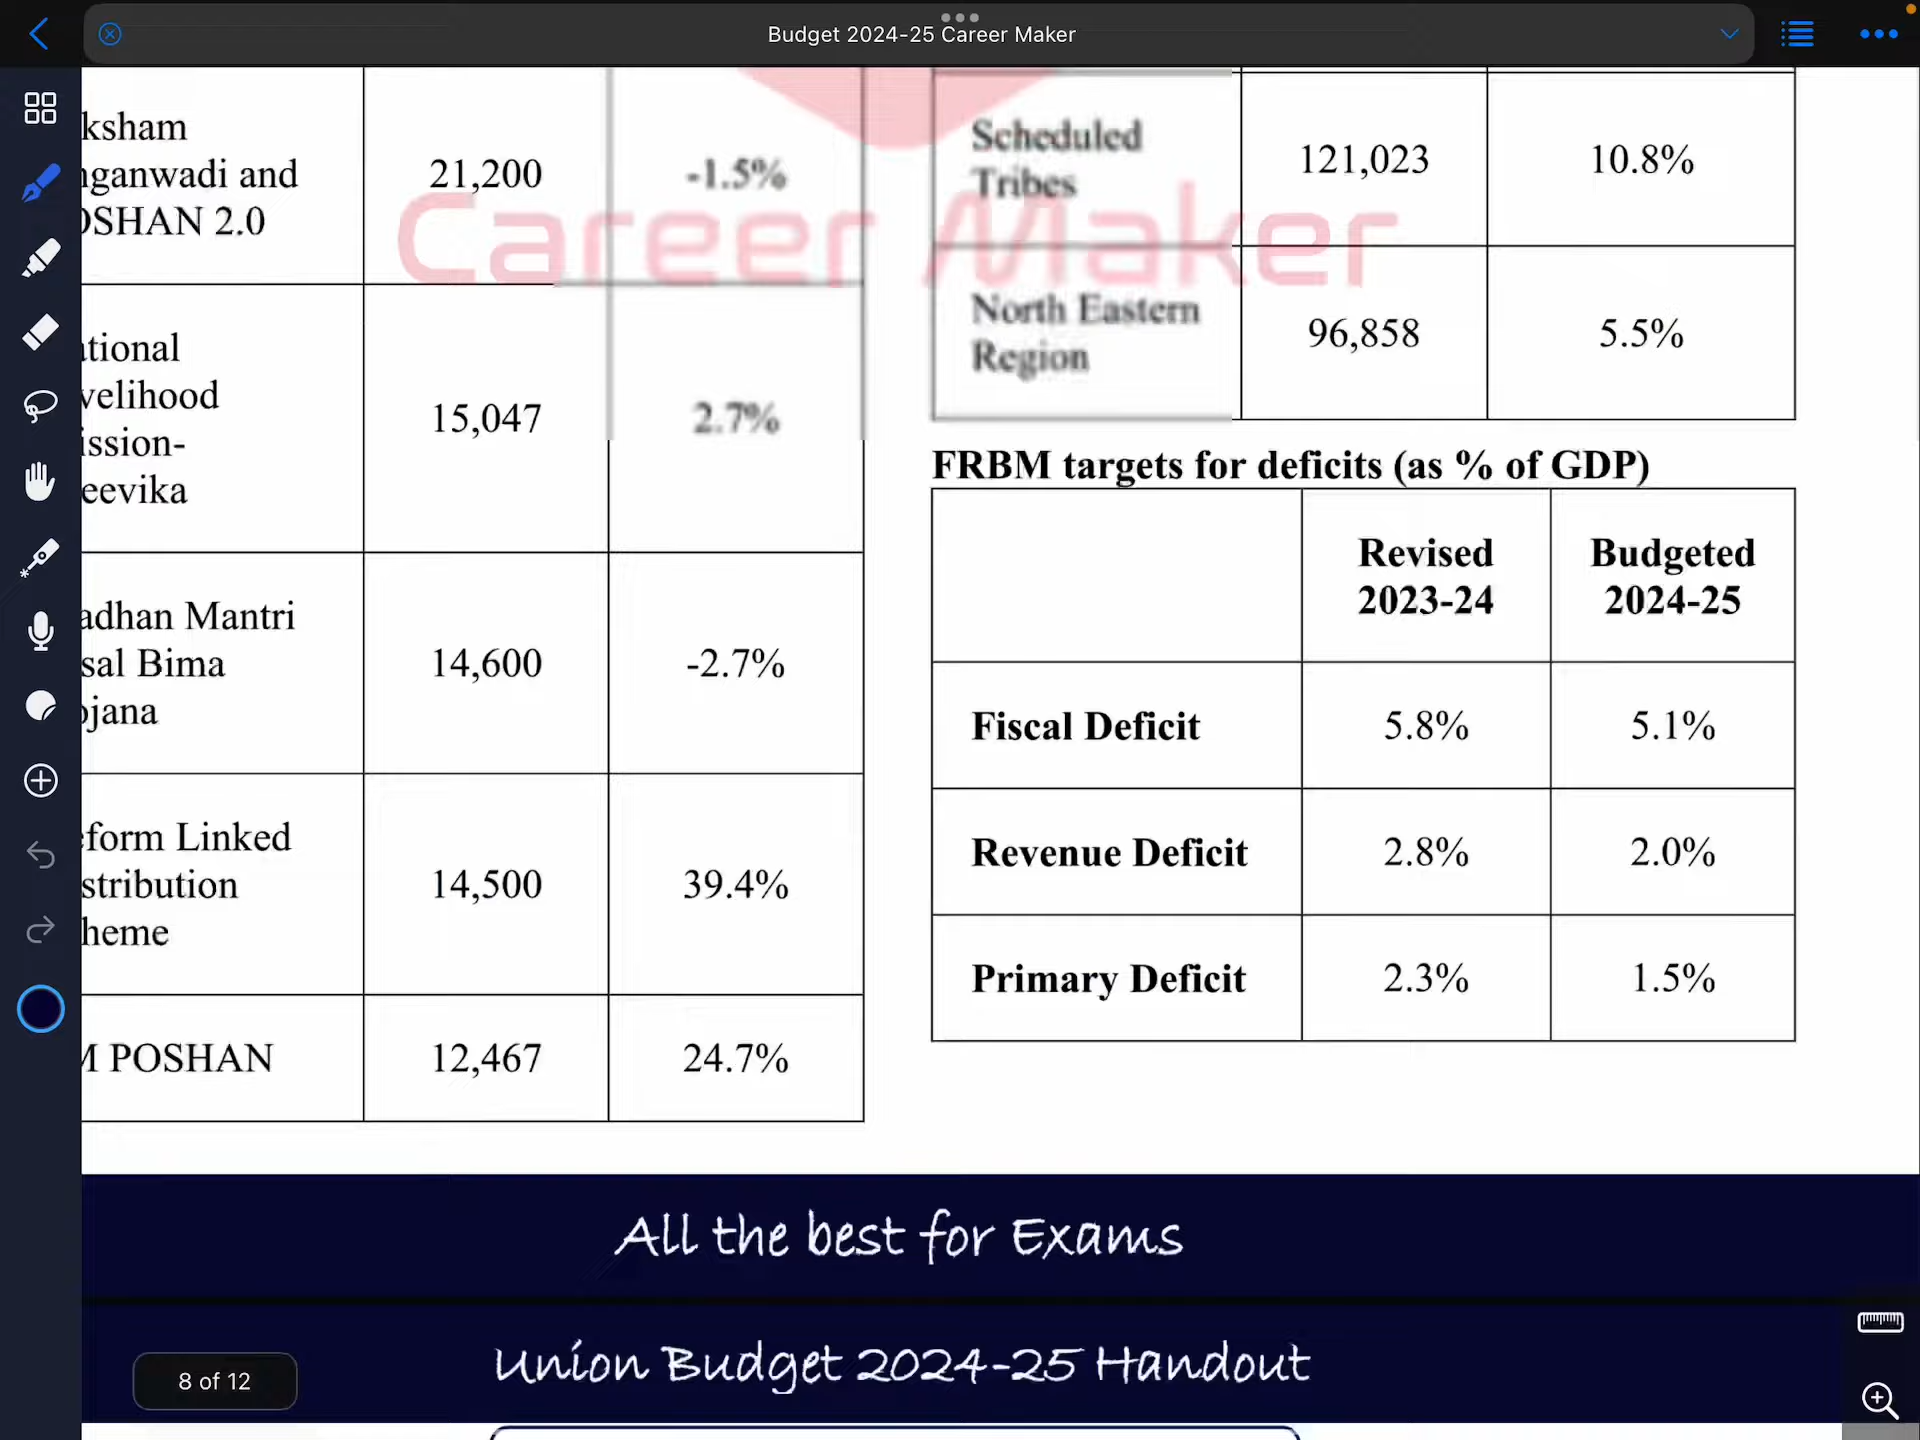 Budget 2024-25 Career Maker
ksham
nganwadi and
OSHAN 2.0
21,200
-1.5%
ational
velihood
ission-
eevika
15,047
2.7%
adhan Mantri
sal Bima
ojana
14,600
-2.7%
eform Linked
stribution
heme
14,500
39.4%
M POSHAN
12,467
24.7%
Career Maker
Scheduled
Tribes
121,023
10.8%
North Eastern
Region
96,858
5.5%
FRBM targets for deficits (as % of GDP)
Revised
2023-24
Budgeted
2024-25
Fiscal Deficit
5.8%
5.1%
Revenue Deficit
2.8%
2.0%
Primary Deficit
2.3%
1.5%
All the best for Exams
Union Budget 2024-25 Handout
8 of 12